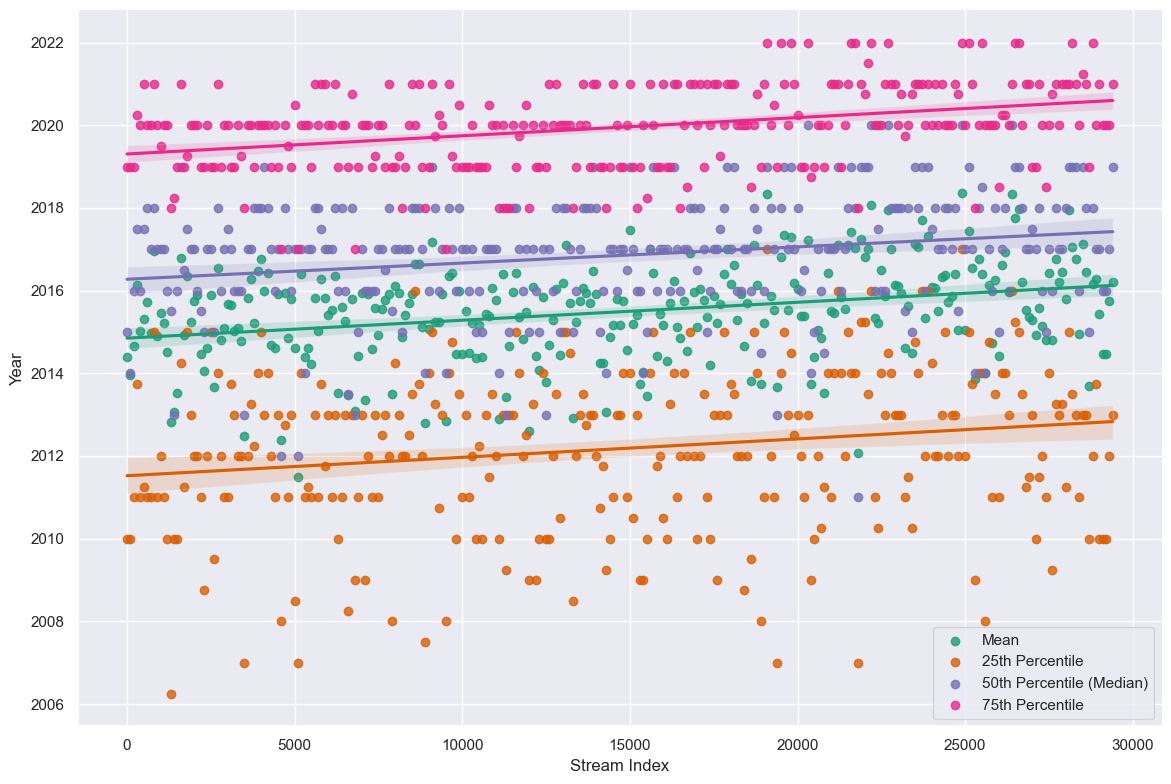 2022
2020
2018
2016
2014
2012
2010
2008
2006
Year
0 5000 10000 15000 20000 25000 30000
Stream Index
Mean
25th Percentile
50th Percentile (Median)
75th Percentile